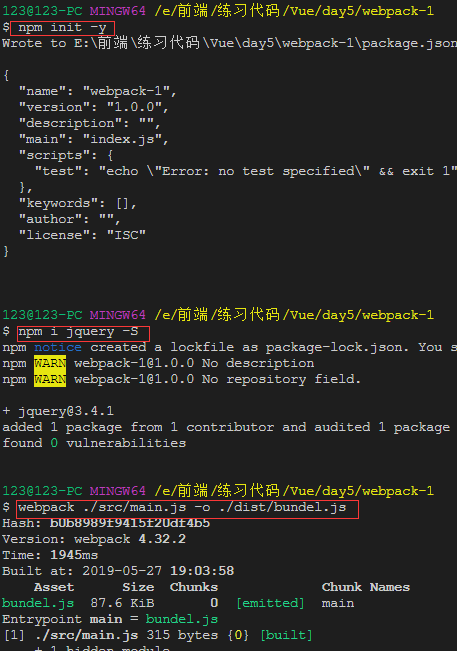 123@123-PC MINGW64 /e/前端/练习代码/Vue/day5/webpack-1
$ npm init -y
Wrote to E:\前端\练习代码\Vue\day5\webpack-1\package.json
{
  "name": "webpack-1",
  "version": "1.0.0",
  "description": "",
  "main": "index.js",
  "scripts": {
    "test": "echo \"Error: no test specified\" && exit 1"
  },
  "keywords": [],
  "author": "",
  "license": "ISC"
}
123@123-PC MINGW64 /e/前端/练习代码/Vue/day5/webpack-1
$ npm i jquery -S
npm notice created a lockfile as package-lock.json. You s
npm WARN webpack-1@1.0.0 No description
npm WARN webpack-1@1.0.0 No repository field.
+ jquery@3.4.1
added 1 package from 1 contributor and audited 1 package
found 0 vulnerabilities
123@123-PC MINGW64 /e/前端/练习代码/Vue/day5/webpack-1
$ webpack ./src/main.js -o ./dist/bundel.js
Hash: b0b8989f9415f20df4b5
Version: webpack 4.32.2
Time: 1945ms
Built at: 2019-05-27 19:03:58
    Asset      Size  Chunks             Chunk Names
bundel.js  87.6 KiB       0  [emitted]  main
Entrypoint main = bundel.js
[1] ./src/main.js 315 bytes {0} [built]
    + 1 hidden module